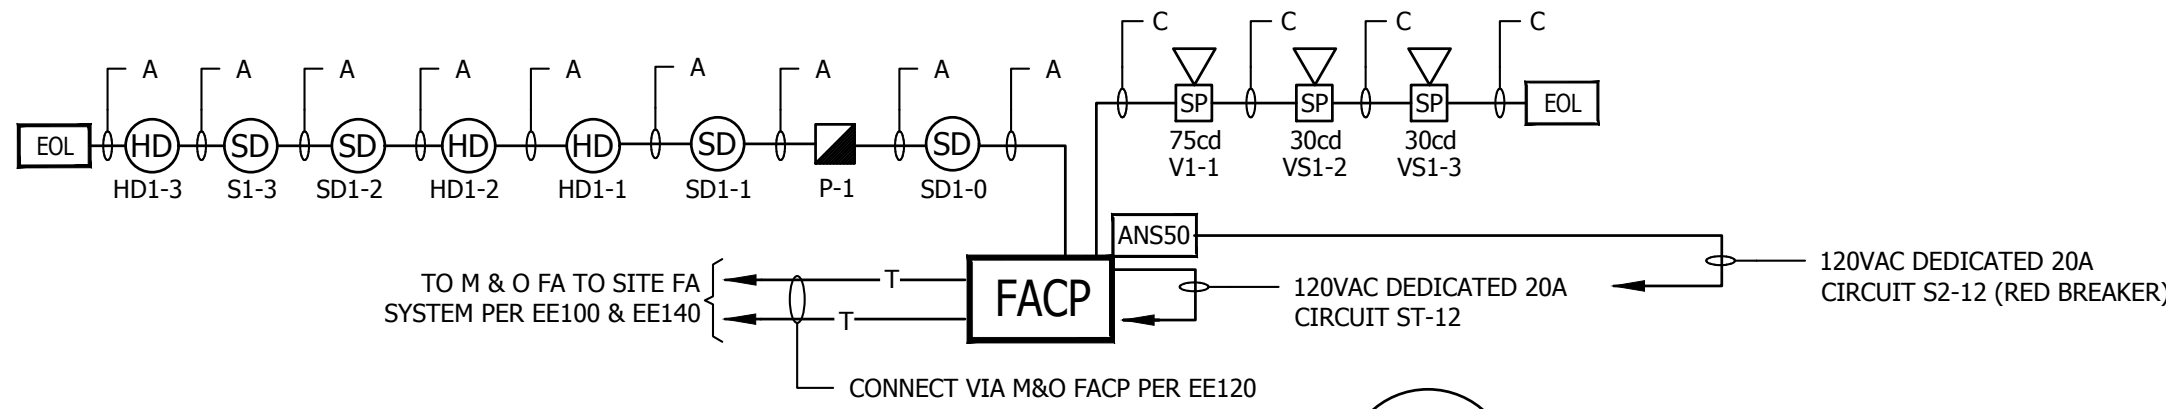 C C C C
A A A A A A A A A
EOL HD SD SD HD HD SD SD SP SP SP EOL
HD1-3 S1-3 SD1-2 HD1-2 HD1-1 SD1-1 P-1 SD1-0
75cd 30cd 30cd
V1-1 VS1-2 VS1-3
ANS50
TO M & O FA TO SITE FA
SYSTEM PER EE100 & EE140
T
T
FACP
120VAC DEDICATED 20A
CIRCUIT ST-12
120VAC DEDICATED 20A
CIRCUIT S2-12 (RED BREAKER)
CONNECT VIA M&O FACP PER EE120